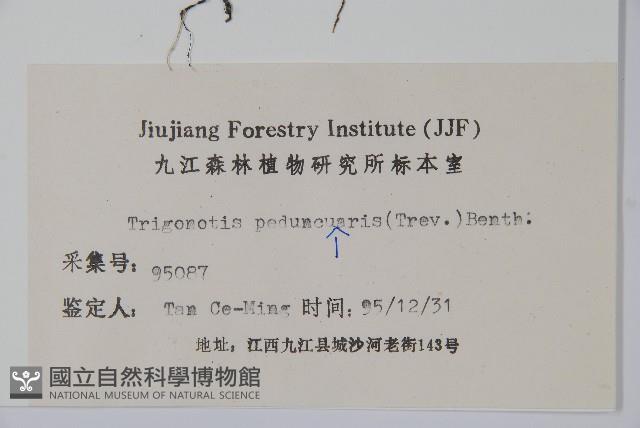 Jiujiang Forestry Institute (JJF)
九江森林植物研究所标本室
Trigonotis peduncuaris(Trev.)Benth.
采集号: 95087
鉴定人: Tan Ce-Ming 时间: 95/12/31
地址: 江西九江县城沙河老街143号
國立自然科學博物館
NATIONAL MUSEUM OF NATURAL SCIENCE